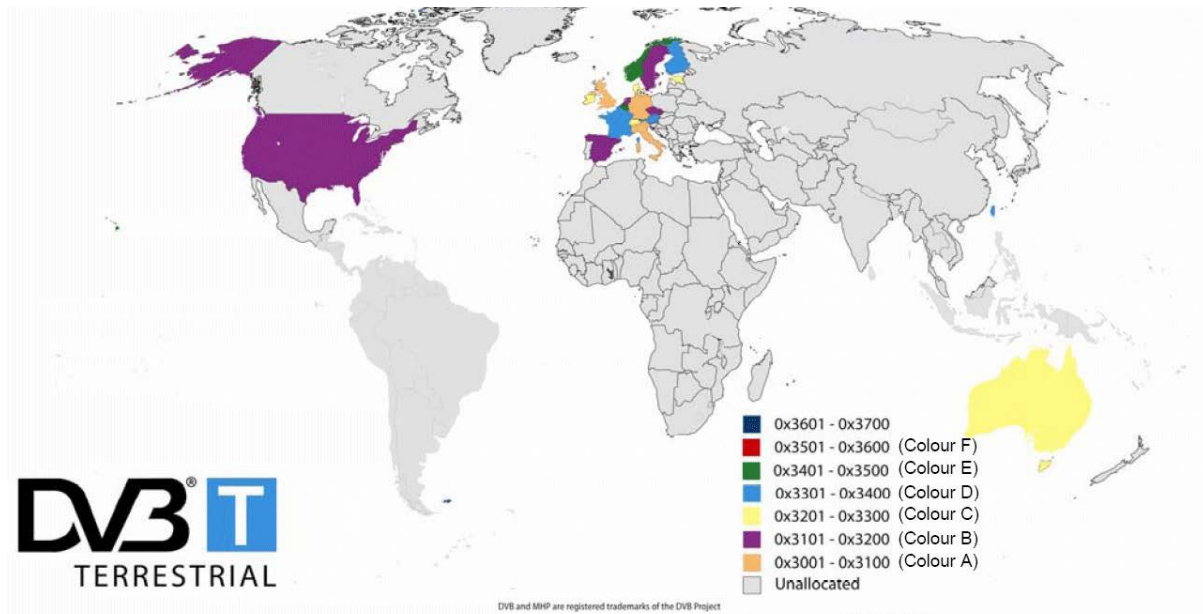 0x3601 - 0x3700
0x3501 - 0x3600 (Colour F)
0x3401 - 0x3500 (Colour E)
0x3301 - 0x3400 (Colour D)
0x3201 - 0x3300 (Colour C)
0x3101 - 0x3200 (Colour B)
0x3001 - 0x3100 (Colour A)
Unallocated
DVB® T
TERRESTRIAL
DVB and MHP are registered trademarks of the DVB Project